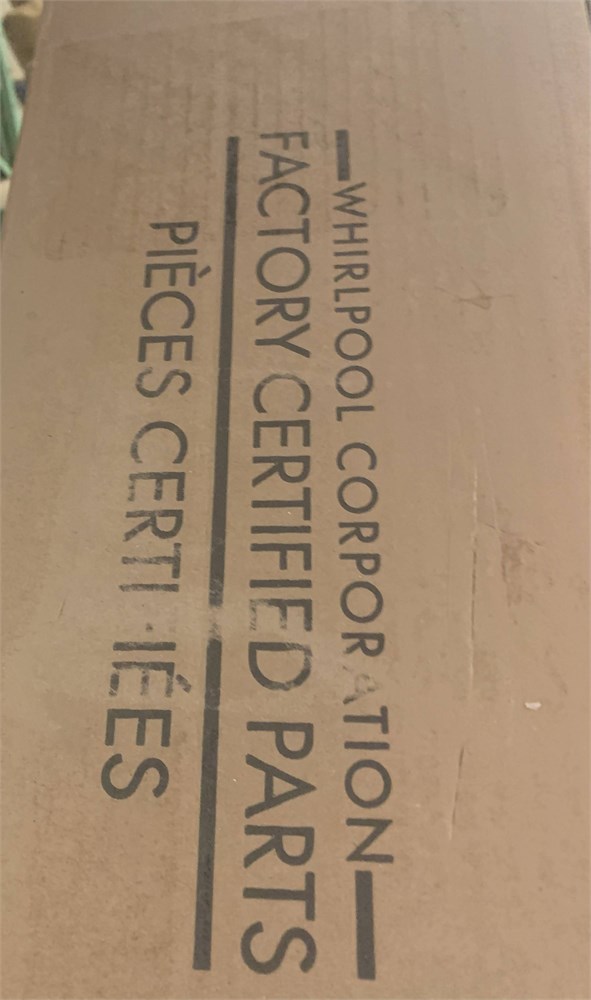 WHIRLPOOL CORPORATION
FACTORY CERTIFIED PARTS
PIÈCES CERTIFIÉES